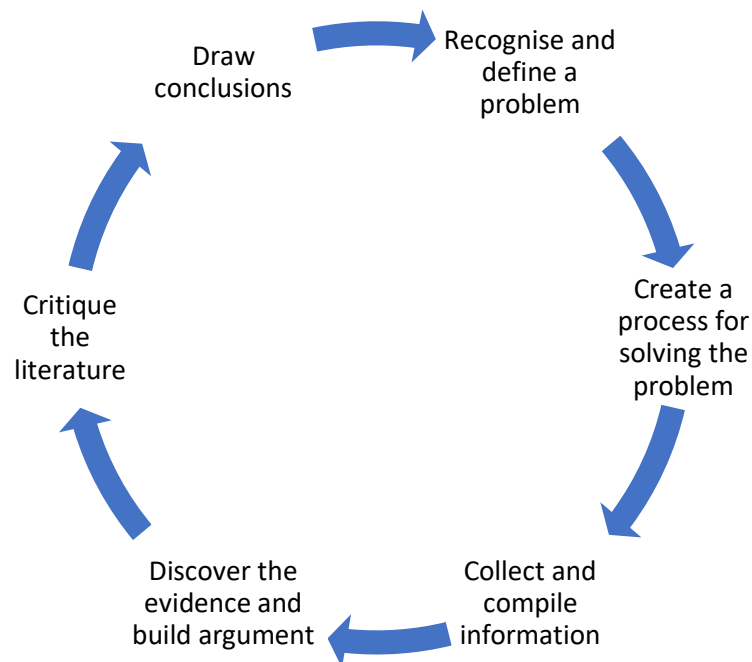 Recognise and
define a
problem
Create a
process for
solving the
problem
Collect and
compile
information
Discover the
evidence and
build argument
Critique
the
literature
Draw
conclusions